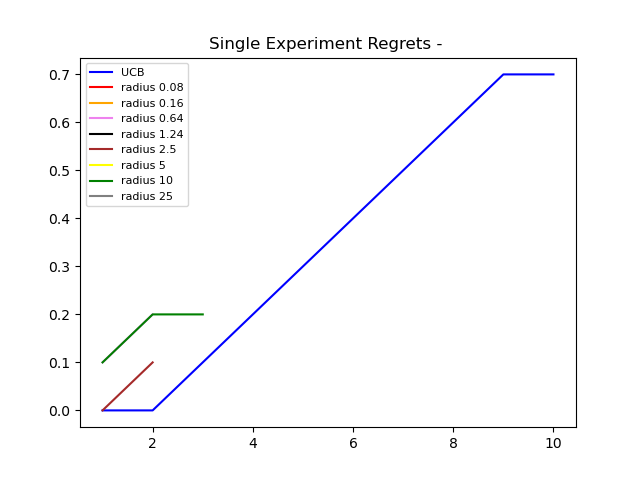 Single Experiment Regrets -
0.7
0.6
0.5
0.4
0.3
0.2
0.1
0.0
UCB
radius 0.08
radius 0.16
radius 0.64
radius 1.24
radius 2.5
radius 5
radius 10
radius 25
2 4 6 8 10